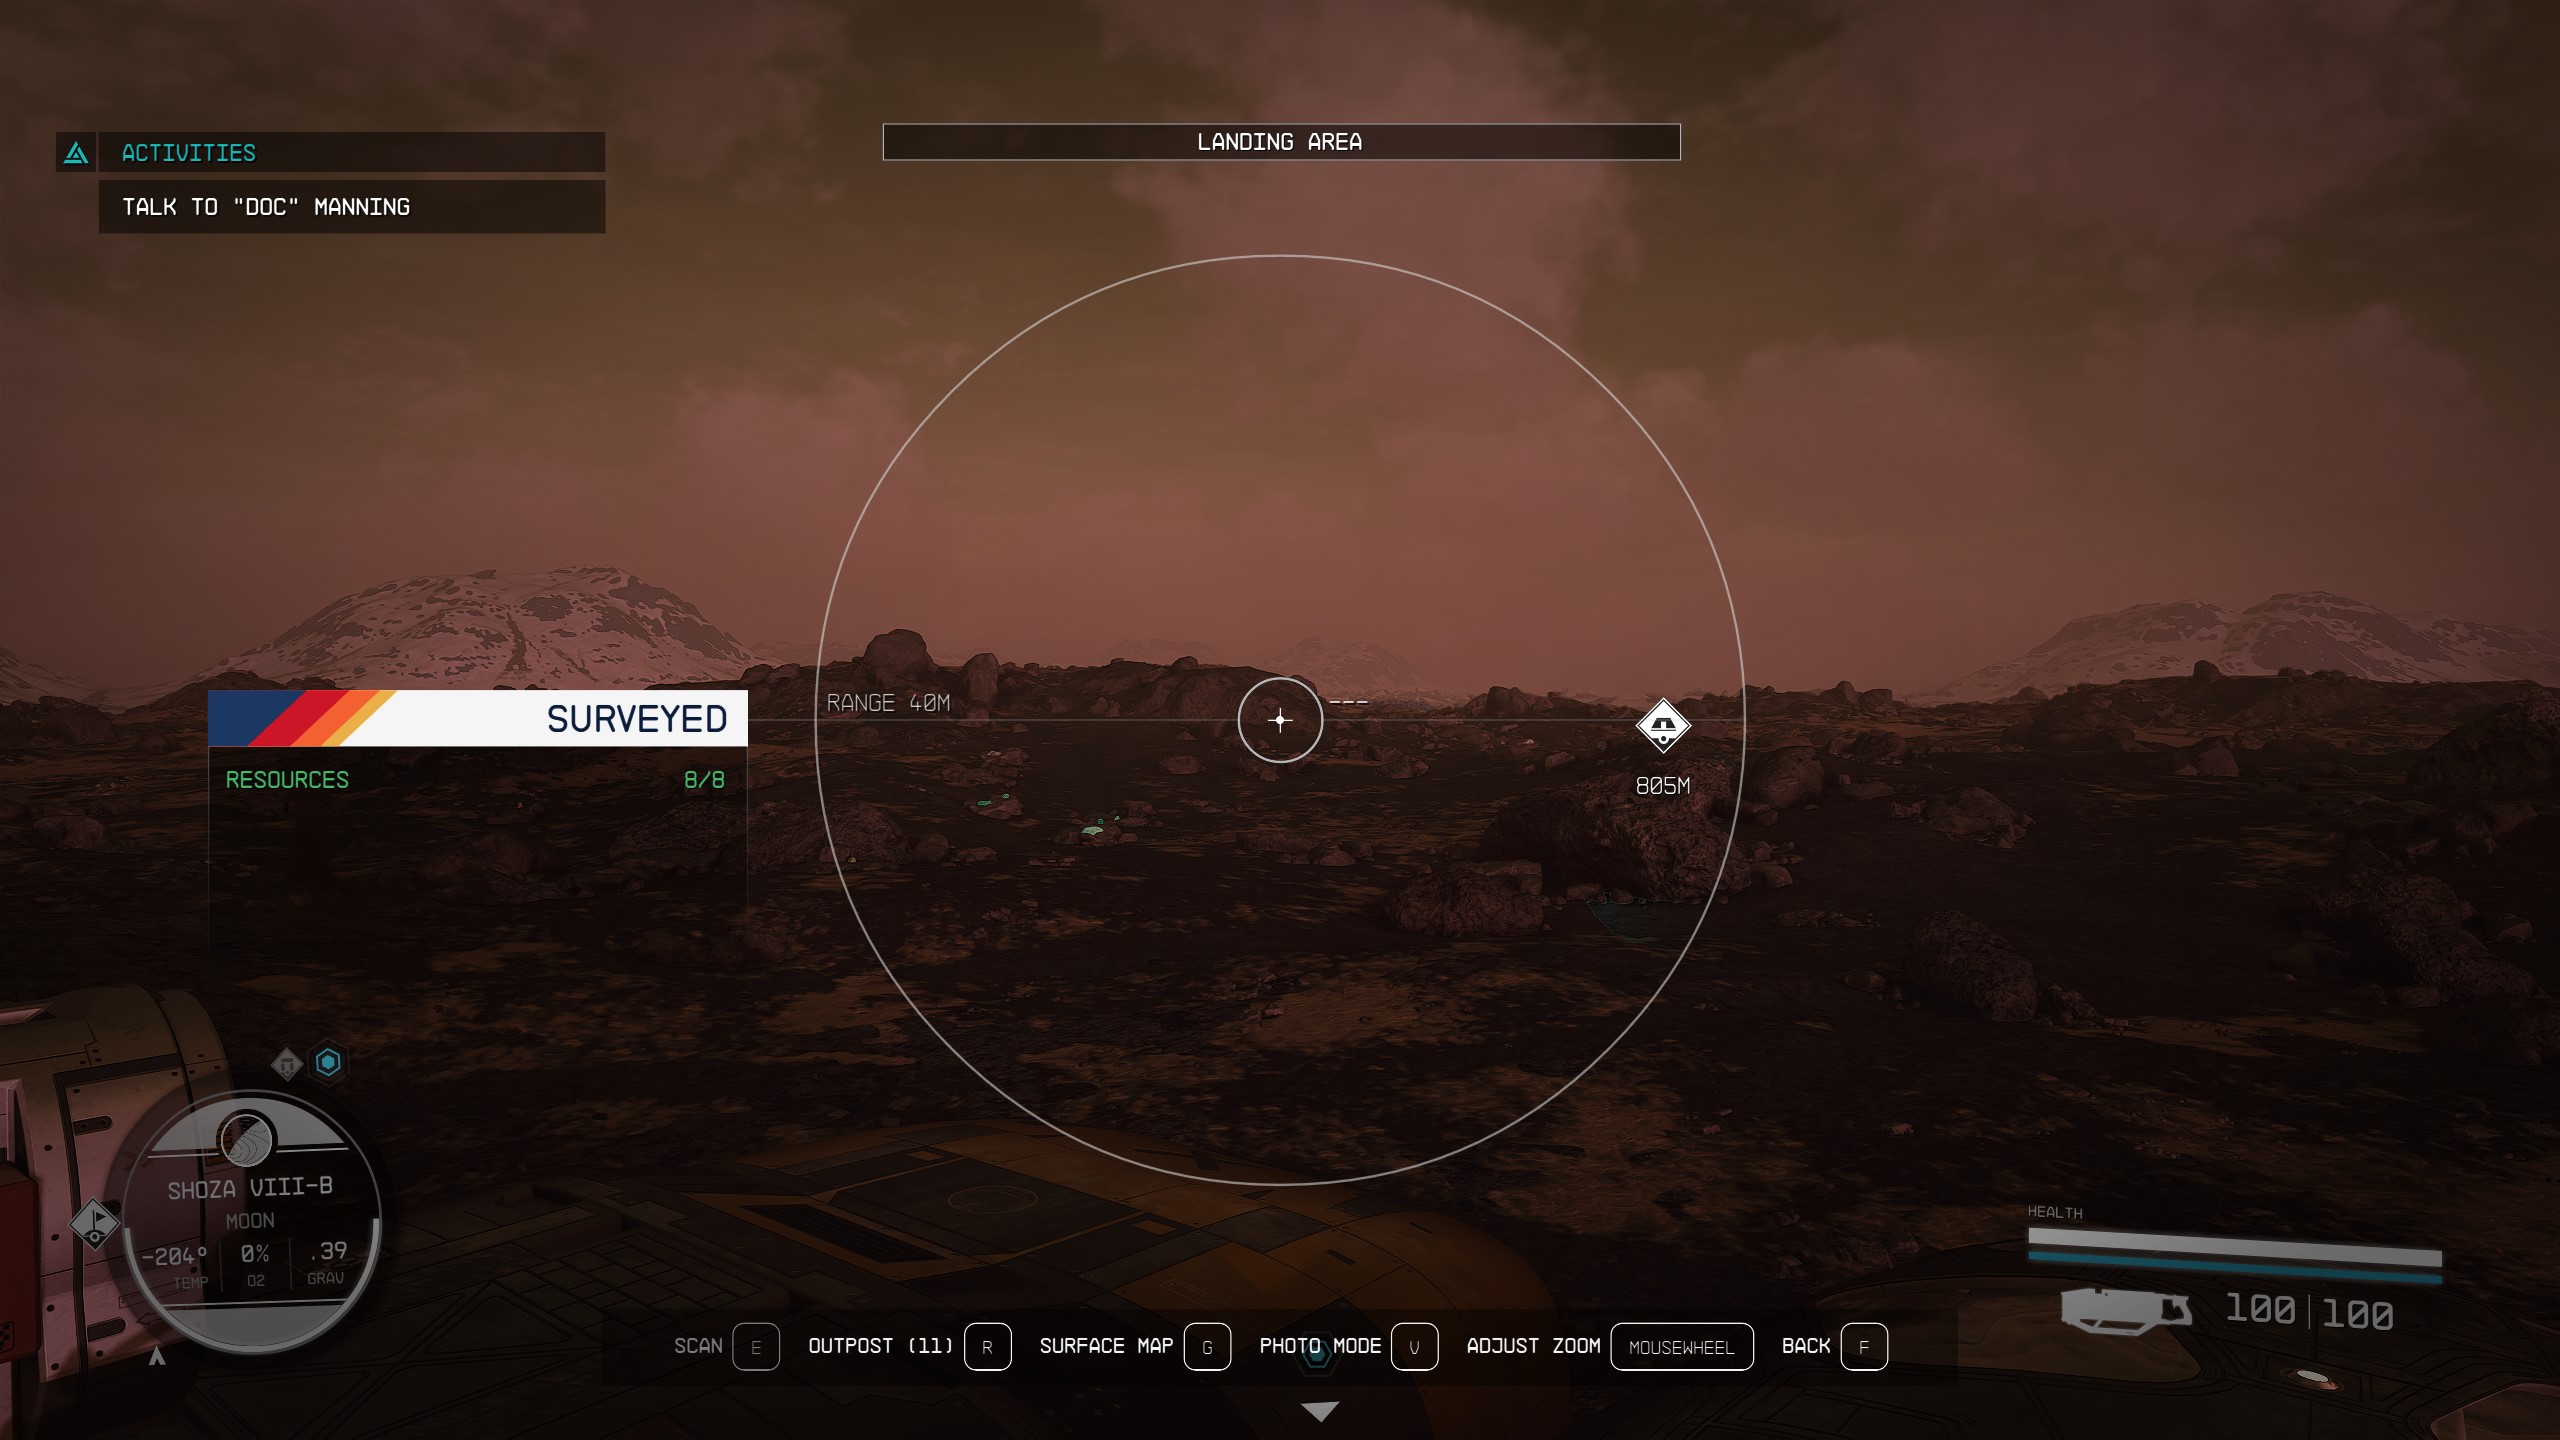 LANDING AREA
ACTIVITIES
TALK TO "DOC" MANNING
RANGE 40M
---
SURVEYED
RESOURCES 8/8
805M
SHOZA VIII-B
MOON
-204° 0% .39
TEMP O2 GRAV
HEALTH
100 | 100
SCAN E OUTPOST (11) R SURFACE MAP G PHOTO MODE V ADJUST ZOOM MOUSEWHEEL BACK F